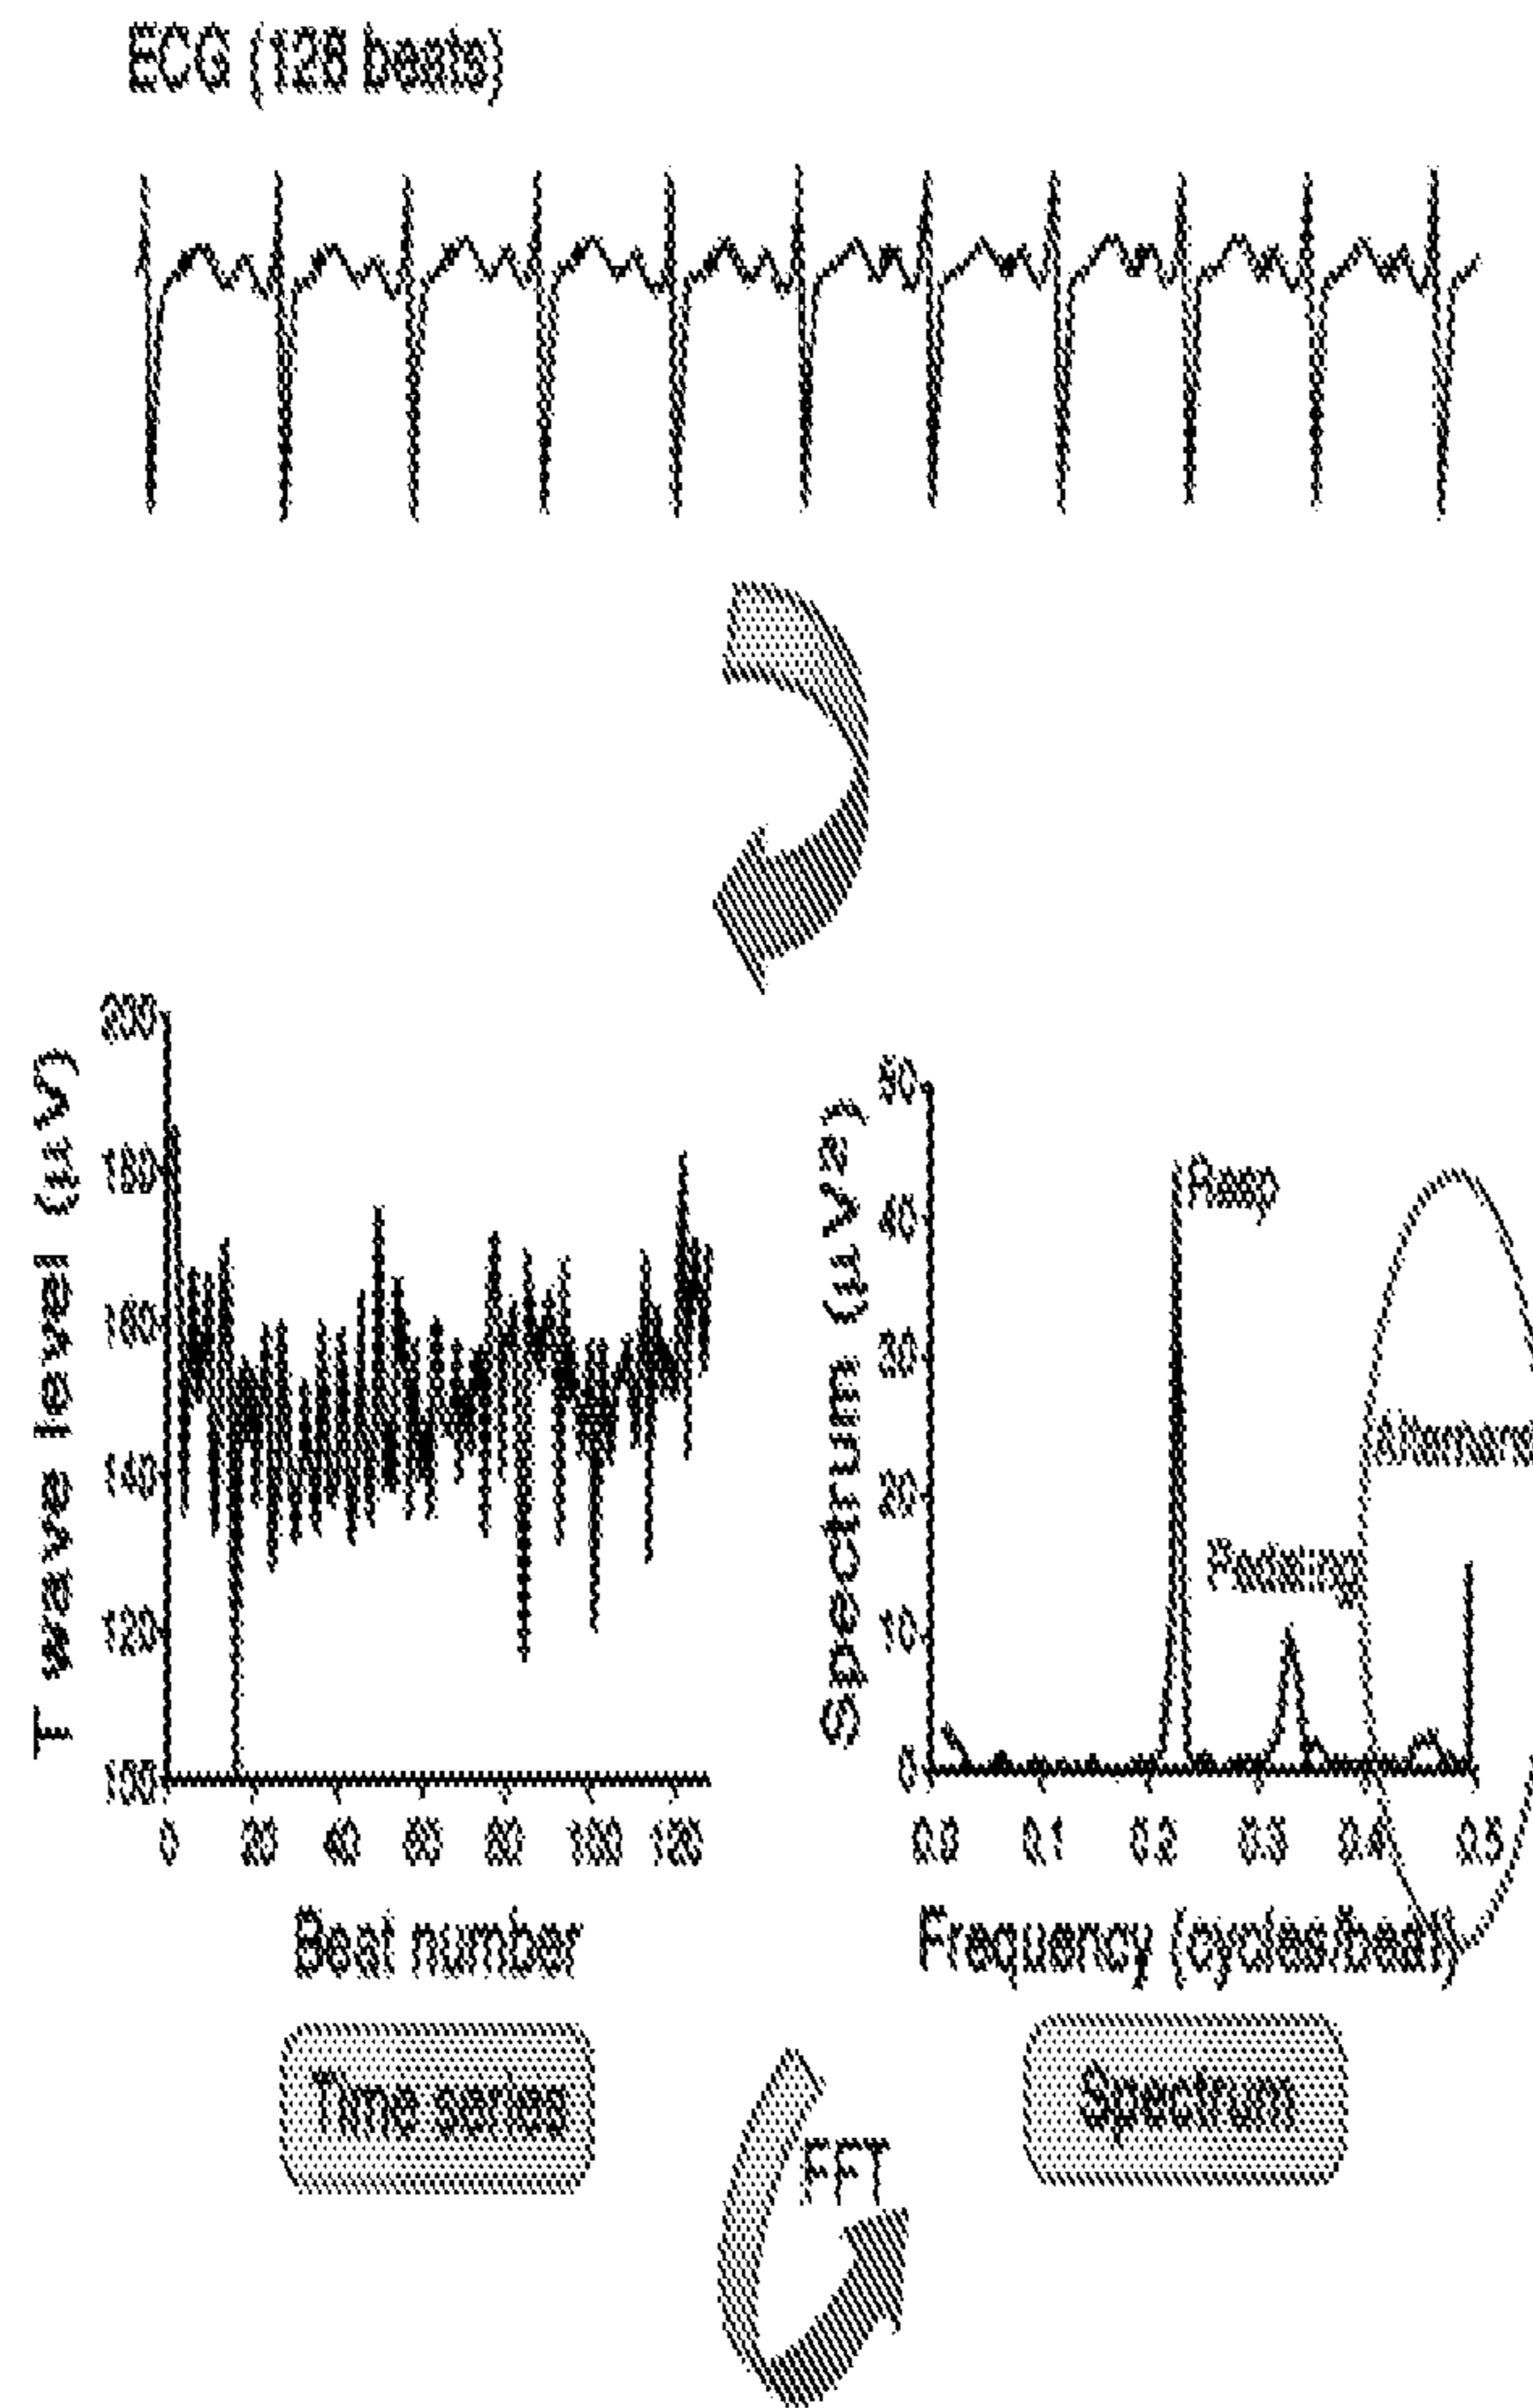 ECG (128 beats)
T wave level (µV)
200
180
160
140
120
100
0 20 40 60 80 100 120
Beat number
Time series
Spectrum (µV2)
50
40
30
20
10
0
Resp
Pedaling
Alternans
0.0 0.1 0.2 0.3 0.4 0.5
Frequency (cycles/beat)
Spectrum
FFT